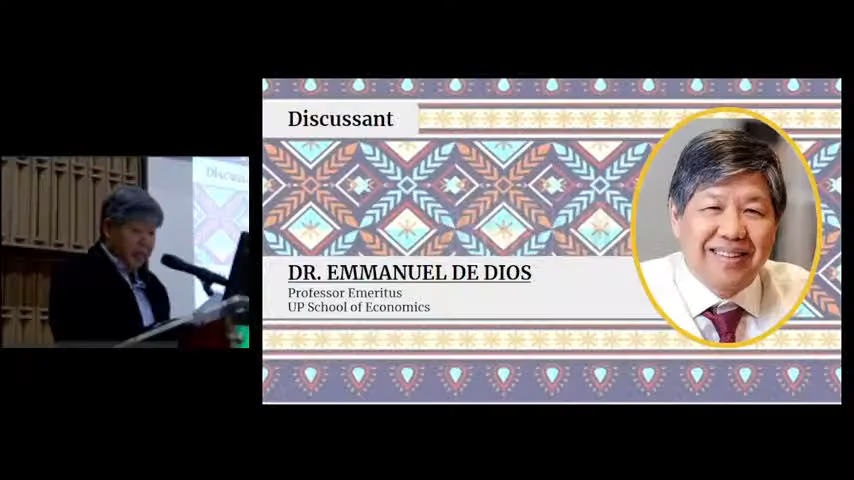 Discussant
DR. EMMANUEL DE DIOS
Professor Emeritus
UP School of Economics